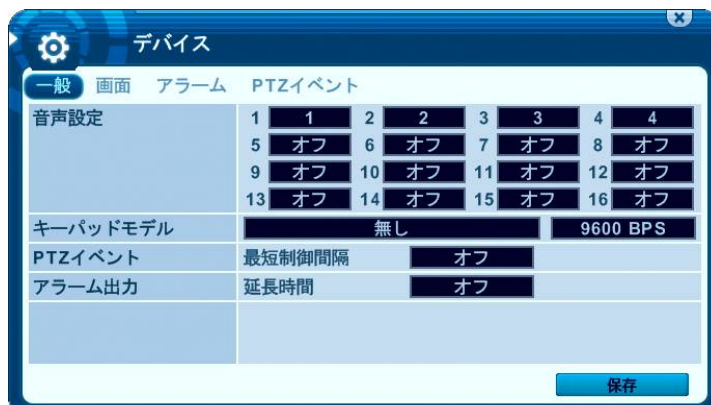 デバイス
一般 画面 アラーム PTZイベント
音声設定 1 1 2 2 3 3 4 4
5 オフ 6 オフ 7 オフ 8 オフ
9 オフ 10 オフ 11 オフ 12 オフ
13 オフ 14 オフ 15 オフ 16 オフ
キーパッドモデル 無し 9600 BPS
PTZイベント 最短制御間隔 オフ
アラーム出力 延長時間 オフ
保存